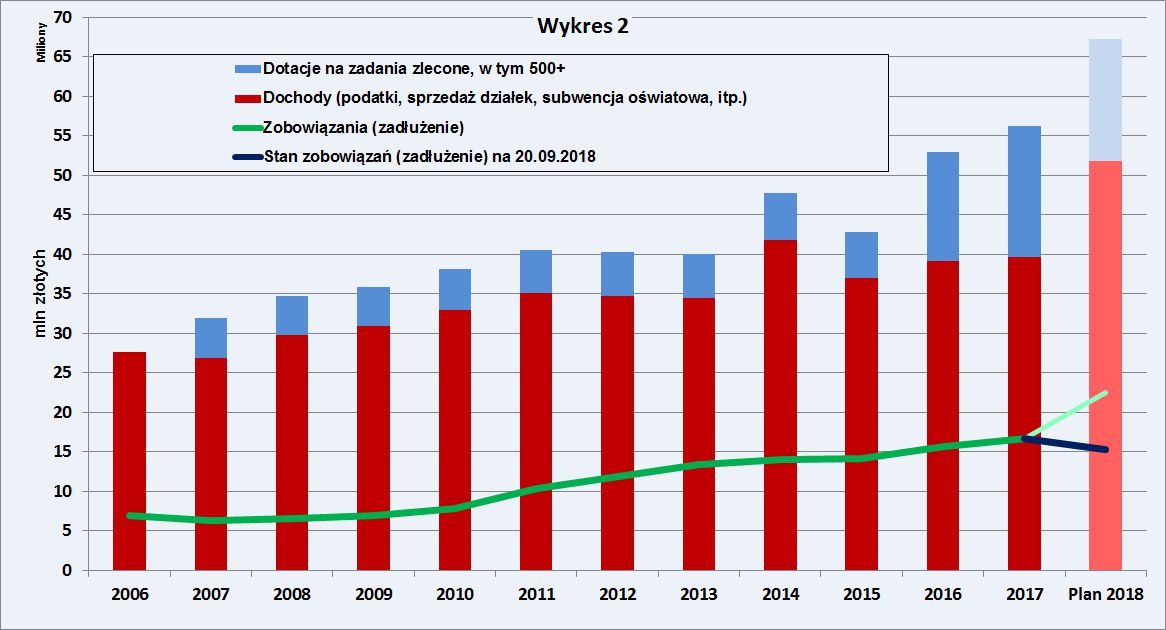 Wykres 2
Miliony
mln złotych
Dotacje na zadania zlecone, w tym 500+
Dochody (podatki, sprzedaż działek, subwencja oświatowa, itp.)
Zobowiązania (zadłużenie)
Stan zobowiązań (zadłużenie) na 20.09.2018
70
65
60
55
50
45
40
35
30
25
20
15
10
5
0
2006 2007 2008 2009 2010 2011 2012 2013 2014 2015 2016 2017 Plan 2018